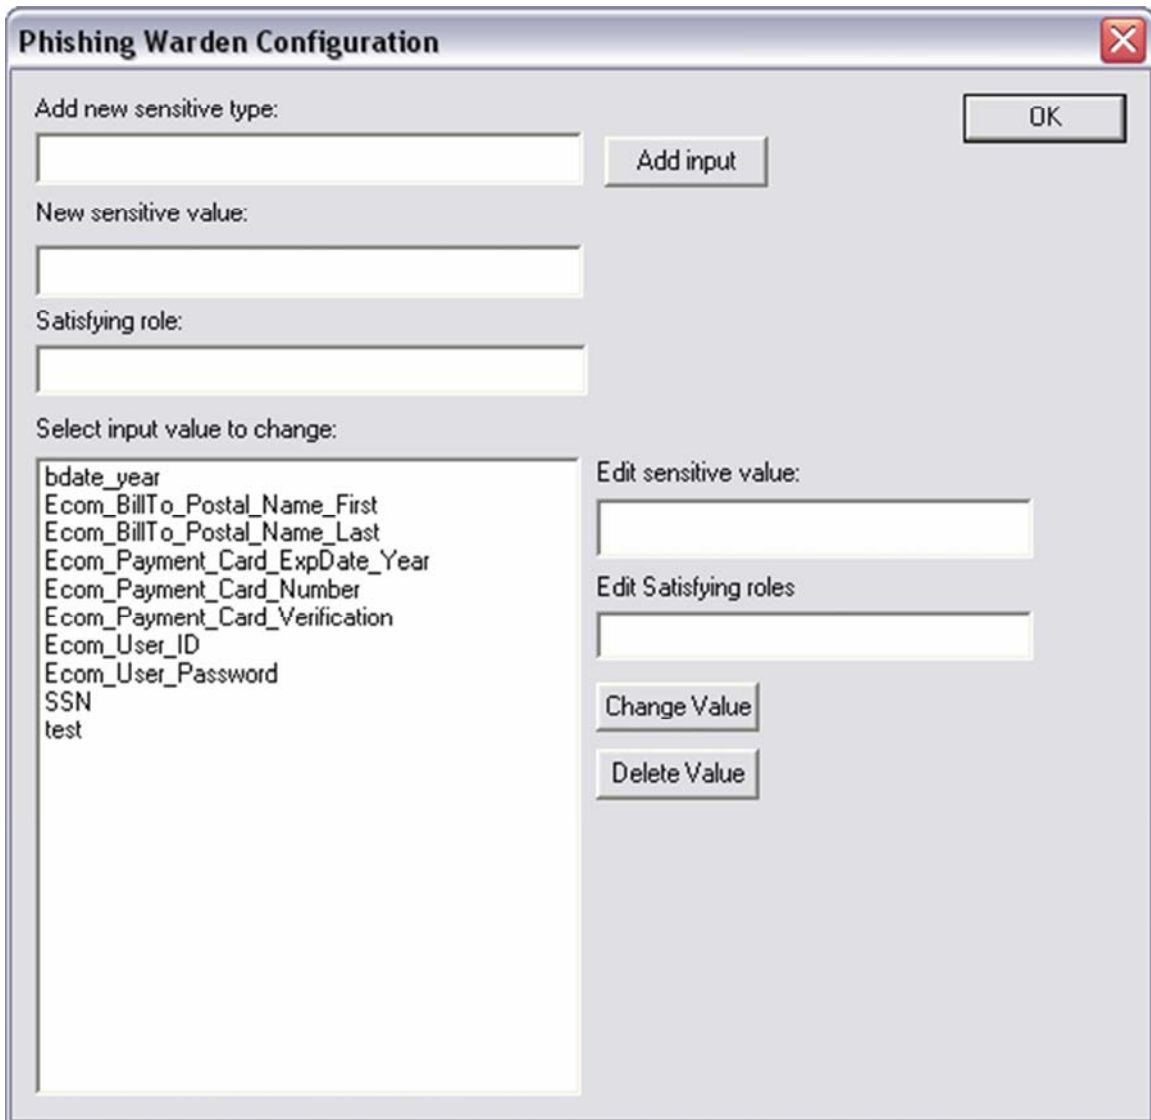 Phishing Warden Configuration
Add new sensitive type:
OK
Add input
New sensitive value:
Satisfying role:
Select input value to change:
bdate_year
Ecom_BillTo_Postal_Name_First
Ecom_BillTo_Postal_Name_Last
Ecom_Payment_Card_ExpDate_Year
Ecom_Payment_Card_Number
Ecom_Payment_Card_Verification
Ecom_User_ID
Ecom_User_Password
SSN
test
Edit sensitive value:
Edit Satisfying roles
Change Value
Delete Value